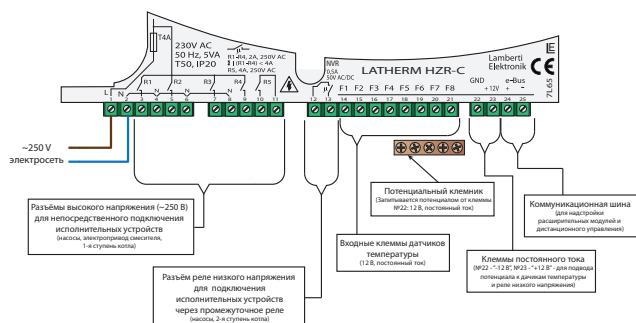 T4A
230V AC
50 Hz, 5VA
T50, IP20
R1-R4, 2A, 250V AC
Σ I (R1-R4) < 4A
R5, 4A, 250V AC
NVR
0.5A
50V AC/DC
LATHERM HZR-C
Lamberti
Elektronik
CE
7L65
R1 R2 R3 R4 R5
F1 F2 F3 F4 F5 F6 F7 F8
GND +12V
e-Bus
+ -
L N N N
1 2 3 4 5 6 7 8 9 10 11 12 13 14 15 16 17 18 19 20 21 22 23 24 25
~250 V
электросеть
Разъёмы высокого напряжения (~250 В)
для непосредственного подключения
исполнительных устройств
(насосы, электропривод смесителя,
1-я ступень котла)
Разъём реле низкого напряжения
для подключения
исполнительных устройств
через промежуточное реле
(насосы, 2-я ступень котла)
Потенциальный клемник
(Запитывается потенциалом от клеммы
№22: 12 В, постоянный ток)
Входные клеммы датчиков
температуры
(12 В, постоянный ток)
Коммуникационная шина
(для надстройки
расширительных модулей и
дистанционного управления)
Клеммы постоянного тока
(№22 - "-12 В", №23 - "+12 В" - для подвода
потенциала к дачикам температуры
и реле низкого напряжения)